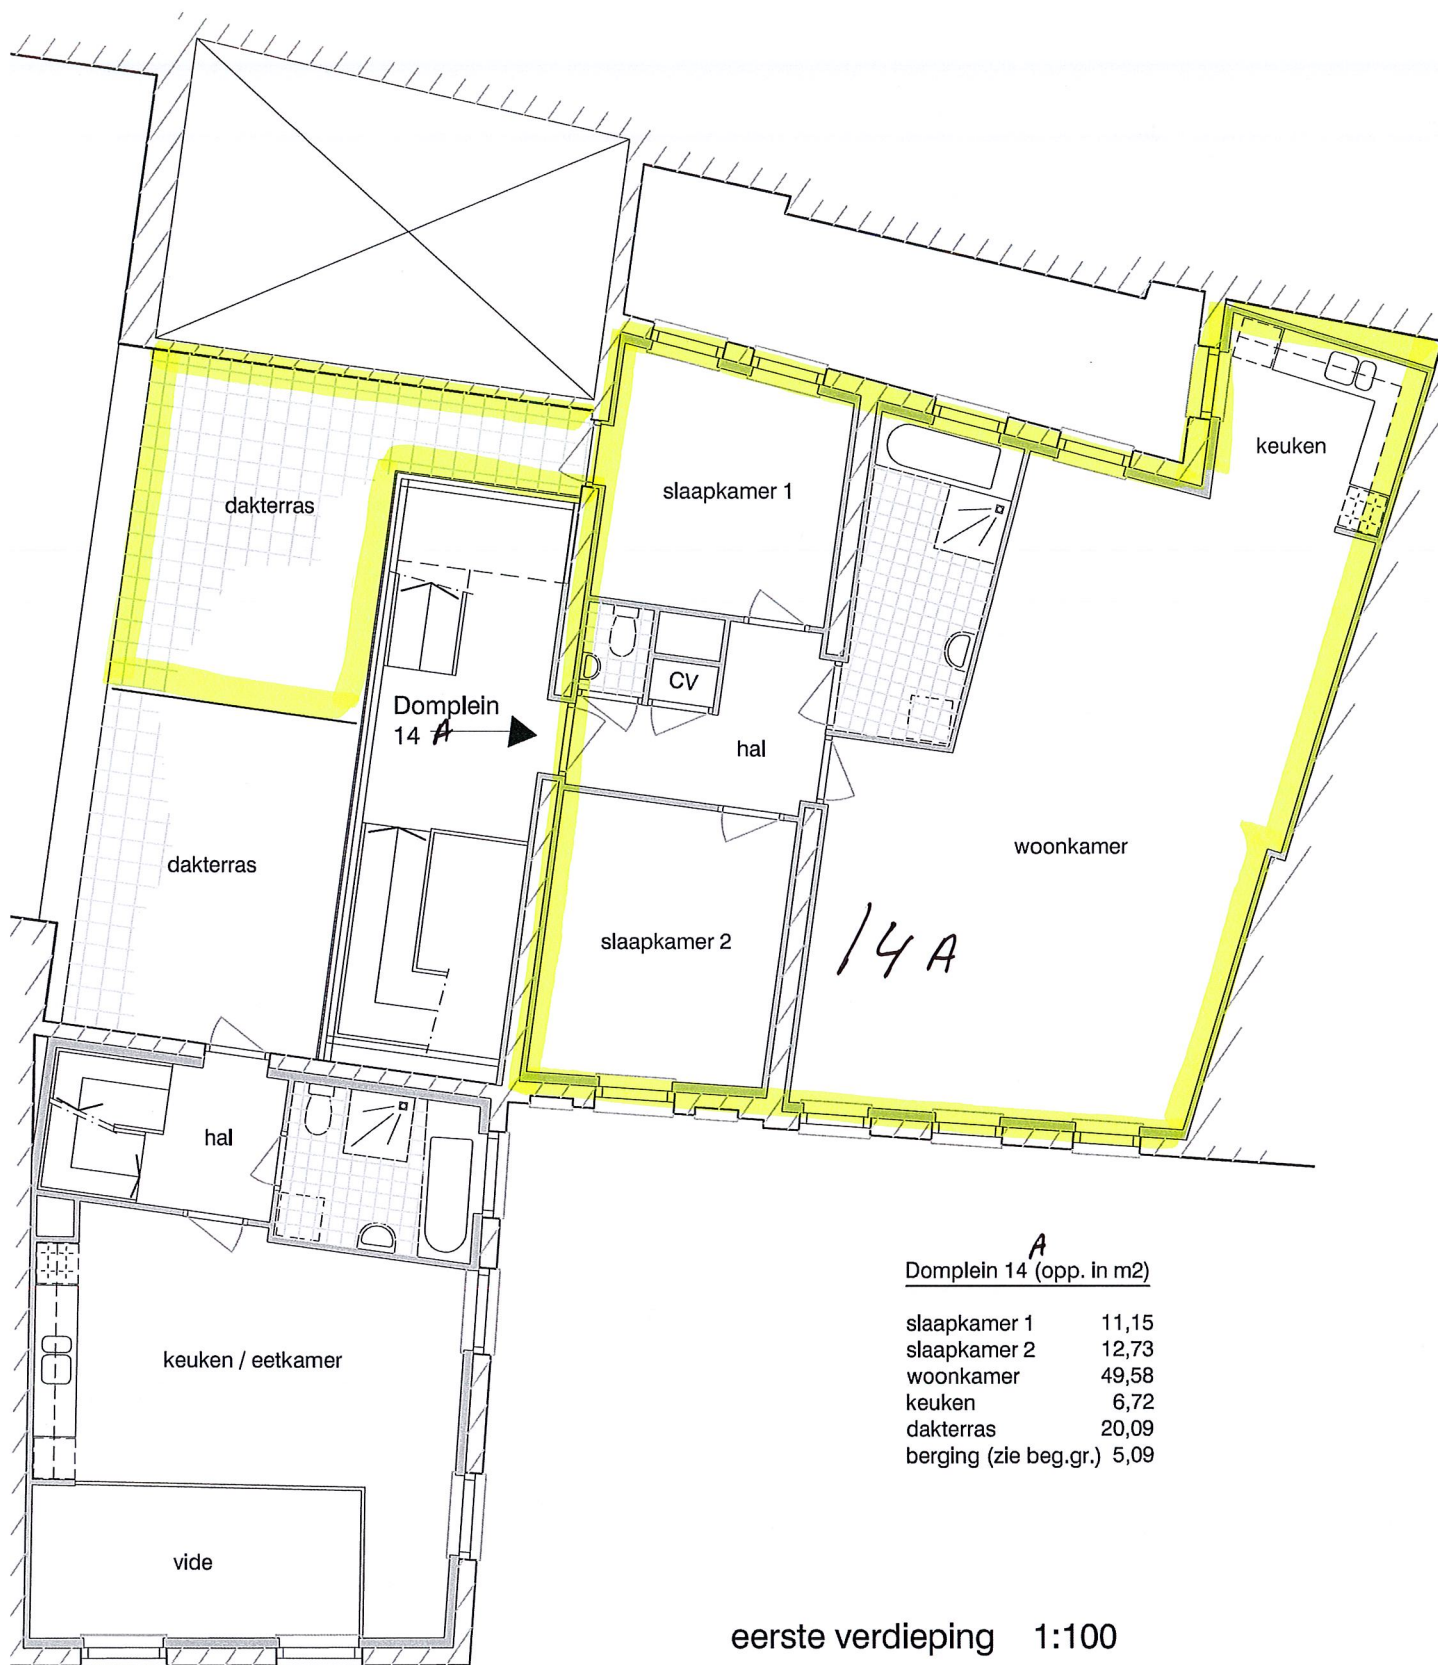 keuken
slaapkamer 1
dakterras
CV
Domplein
14 A
hal
woonkamer
dakterras
slaapkamer 2
14 A
hal
A
Domplein 14 (opp. in m2)
slaapkamer 1 11,15
slaapkamer 2 12,73
woonkamer 49,58
keuken 6,72
dakterras 20,09
berging (zie beg.gr.) 5,09
keuken / eetkamer
vide
eerste verdieping 1:100